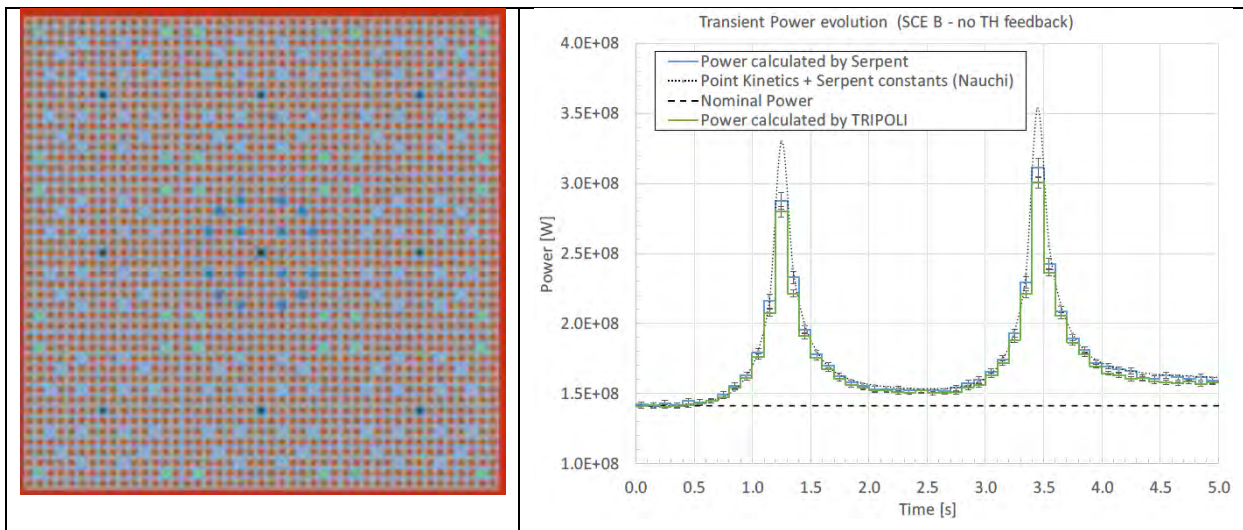 Transient Power evolution (SCE B - no TH feedback)
4.0E+08
3.5E+08
3.0E+08
2.5E+08
2.0E+08
1.5E+08
1.0E+08
Power [W]
Power calculated by Serpent
Point Kinetics + Serpent constants (Nauchi)
Nominal Power
Power calculated by TRIPOLI
0.0 0.5 1.0 1.5 2.0 2.5 3.0 3.5 4.0 4.5 5.0
Time [s]